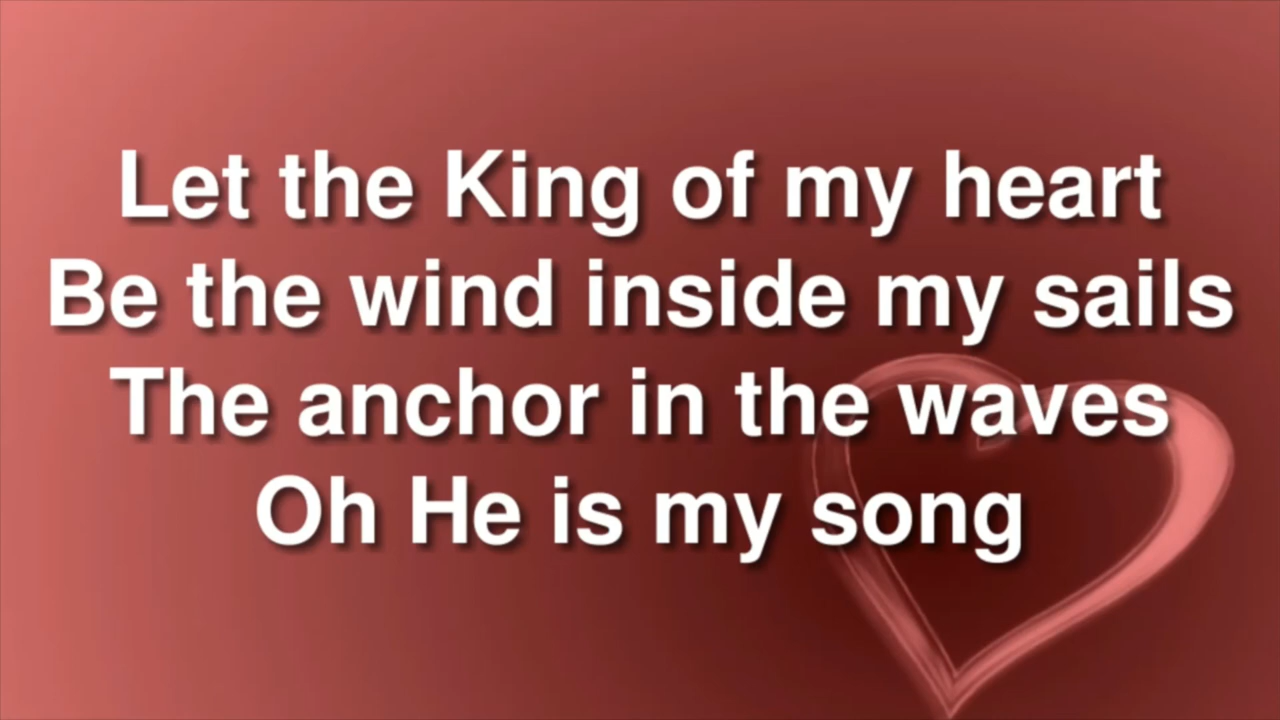 Let the King of my heart
Be the wind inside my sails
The anchor in the waves
Oh He is my song